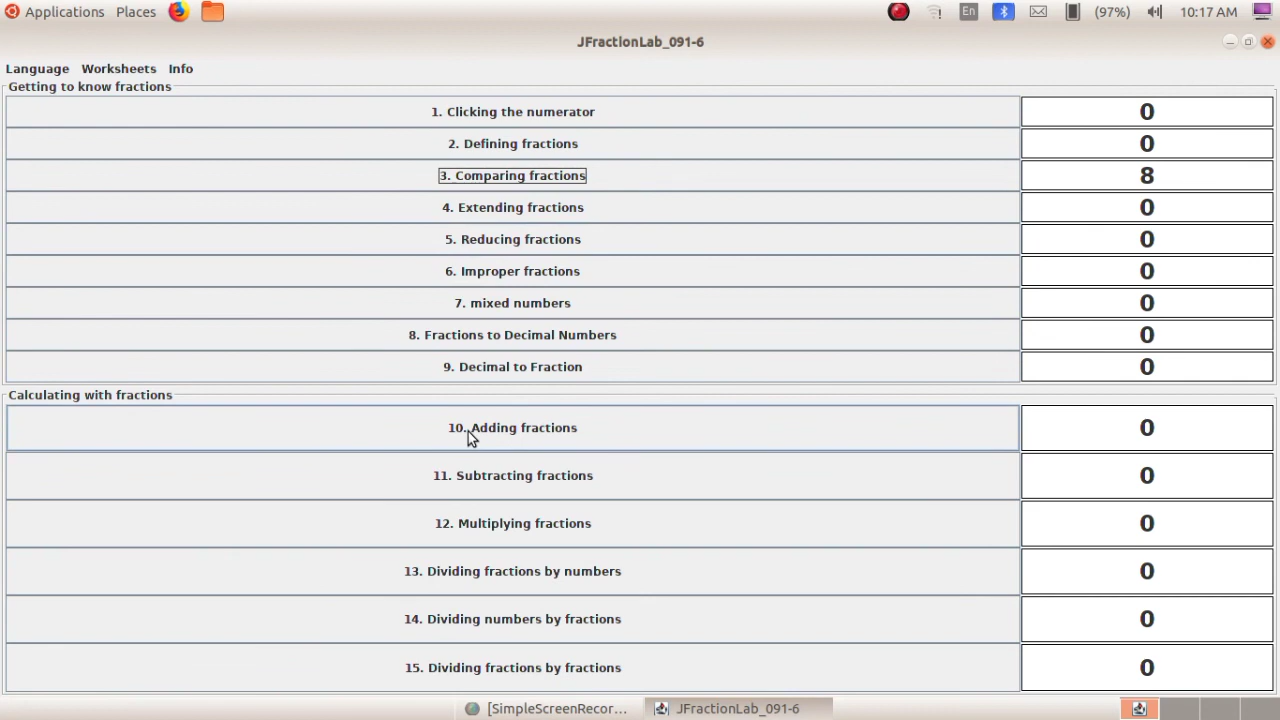 Applications Places En (97%) 10:17 AM
JFractionLab_091-6
Language Worksheets Info
Getting to know fractions
1. Clicking the numerator 0
2. Defining fractions 0
3. Comparing fractions 8
4. Extending fractions 0
5. Reducing fractions 0
6. Improper fractions 0
7. mixed numbers 0
8. Fractions to Decimal Numbers 0
9. Decimal to Fraction 0
Calculating with fractions
10. Adding fractions 0
11. Subtracting fractions 0
12. Multiplying fractions 0
13. Dividing fractions by numbers 0
14. Dividing numbers by fractions 0
15. Dividing fractions by fractions 0
[SimpleScreenRecor... JFractionLab_091-6